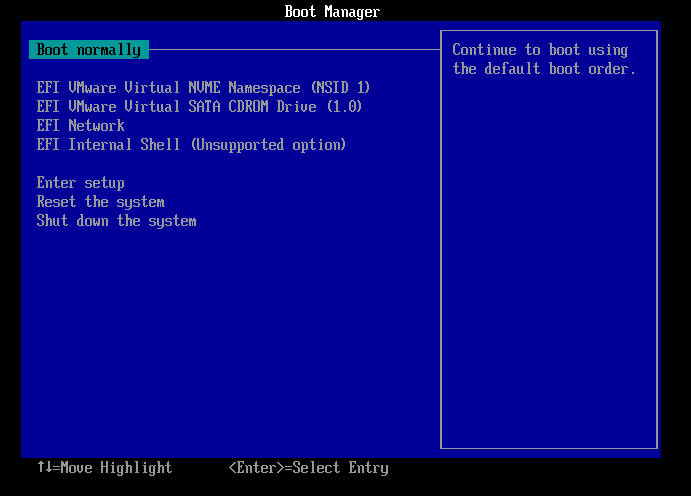 Boot Manager
Boot normally
Continue to boot using
the default boot order.
EFI VMware Virtual NVME Namespace (NSID 1)
EFI VMware Virtual SATA CDROM Drive (1.0)
EFI Network
EFI Internal Shell (Unsupported option)
Enter setup
Reset the system
Shut down the system
↑↓=Move Highlight <Enter>=Select Entry